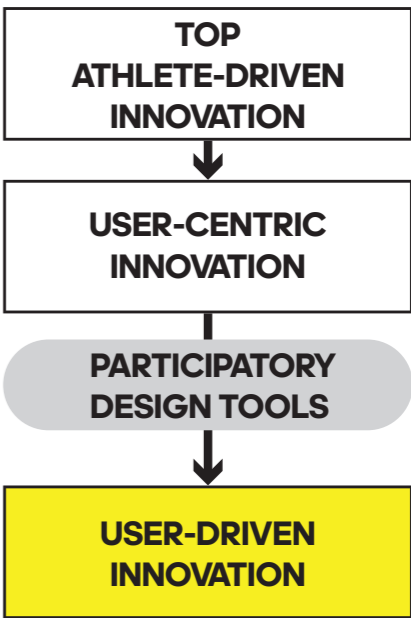 TOP
ATHLETE-DRIVEN
INNOVATION
USER-CENTRIC
INNOVATION
PARTICIPATORY
DESIGN TOOLS
USER-DRIVEN
INNOVATION